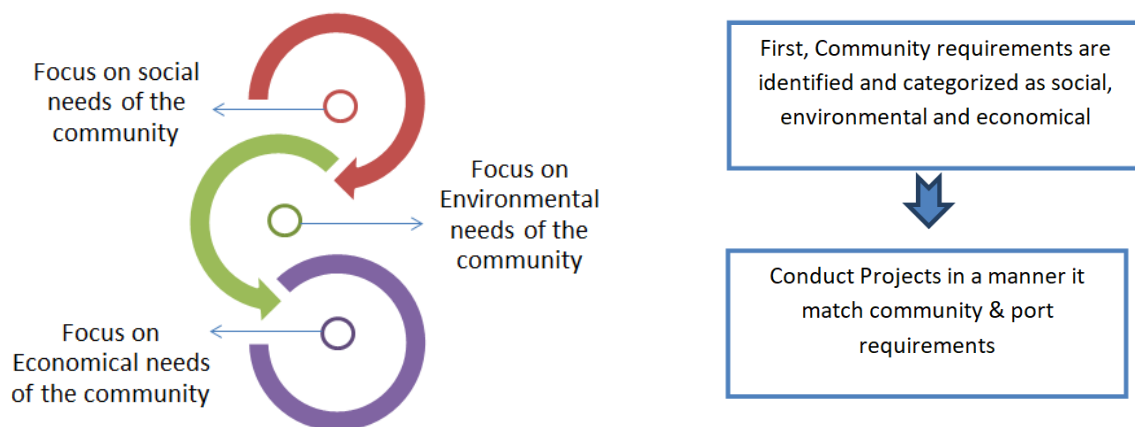 Focus on social
needs of the
community
Focus on
Environmental
needs of the
community
Focus on
Economical needs
of the community
First, Community requirements are
identified and categorized as social,
environmental and economical
Conduct Projects in a manner it
match community & port
requirements